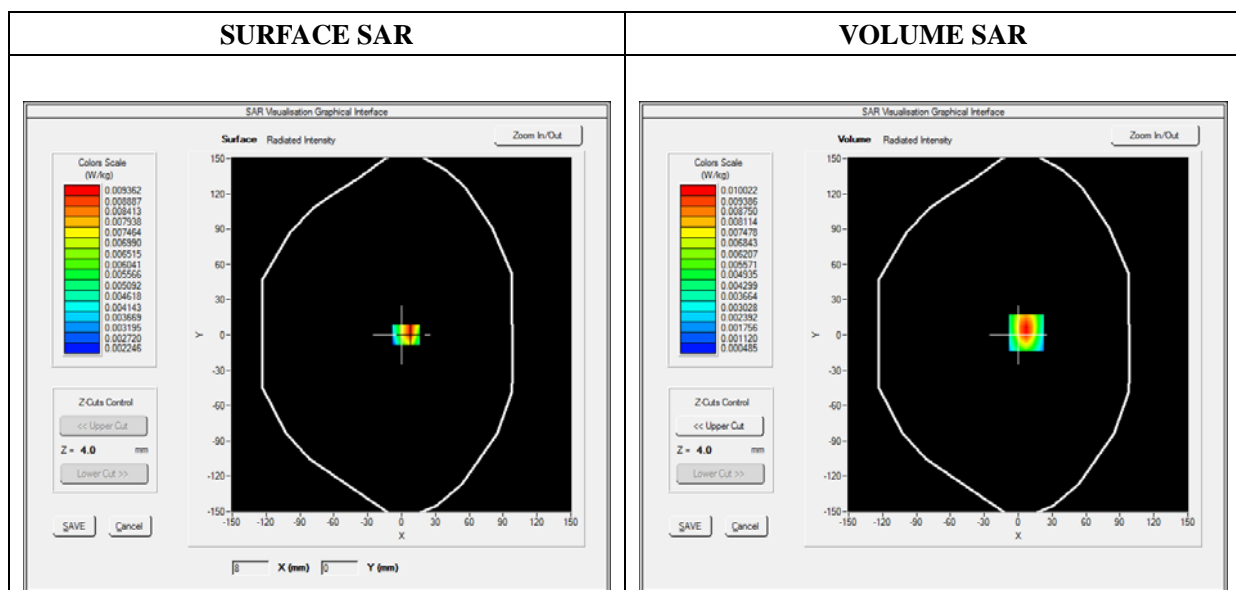 SURFACE SAR
VOLUME SAR
SAR Visualisation Graphical Interface
Surface Radiated Intensity
Zoom In/Out
Colors Scale
(W/kg)
0.009362
0.008887
0.008413
0.007938
0.007464
0.006990
0.006515
0.006041
0.005566
0.005092
0.004618
0.004143
0.003669
0.003195
0.002720
0.002246
150
120
90
60
30
0
-30
-60
-90
-120
-150
Y
-150 -120 -90 -60 -30 0 30 60 90 120 150
X
Z-Cuts Control
<< Upper Cut
Z = 4.0 mm
Lower Cut >>
SAVE Cancel
8 X (mm) 0 Y (mm)
SAR Visualisation Graphical Interface
Volume Radiated Intensity
Zoom In/Out
Colors Scale
(W/kg)
0.010022
0.009386
0.008750
0.008114
0.007478
0.006843
0.006207
0.005571
0.004935
0.004299
0.003664
0.003028
0.002392
0.001756
0.001120
0.000485
150
120
90
60
30
0
-30
-60
-90
-120
-150
Y
-150 -120 -90 -60 -30 0 30 60 90 120 150
X
Z-Cuts Control
<< Upper Cut
Z = 4.0 mm
Lower Cut >>
SAVE Cancel